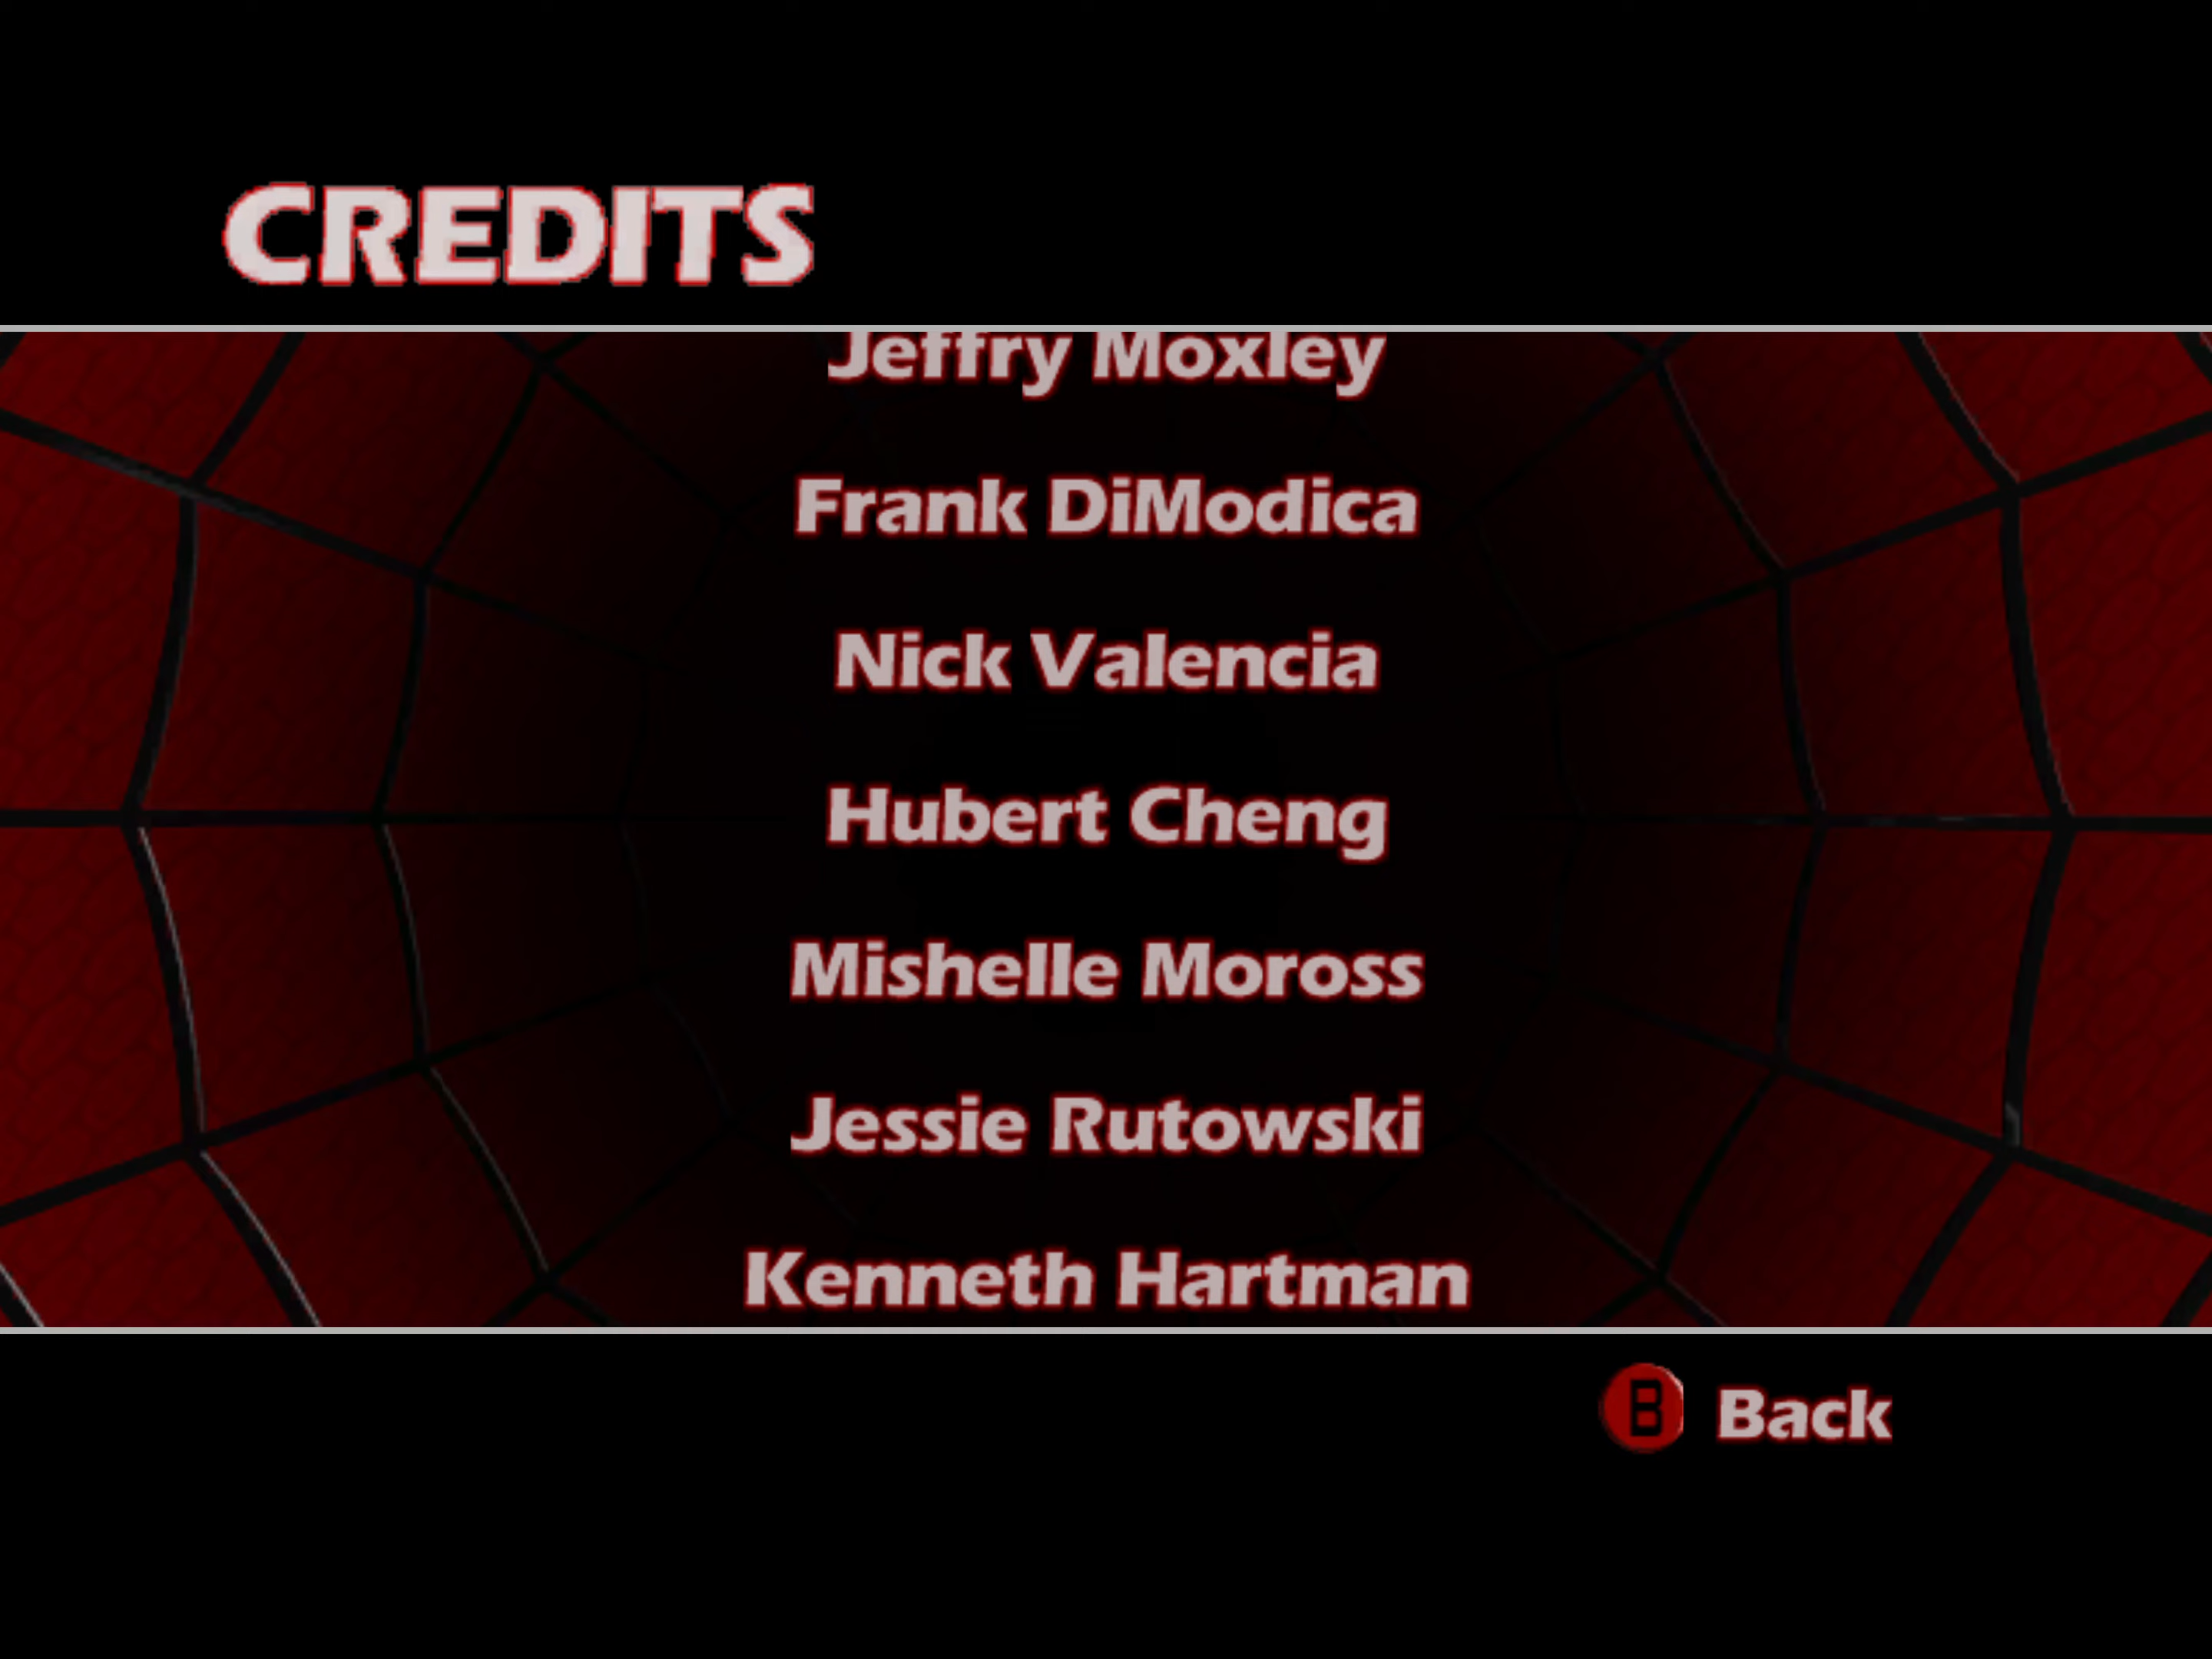 CREDITS
Jeffry Moxley
Frank DiModica
Nick Valencia
Hubert Cheng
Mishelle Moross
Jessie Rutowski
Kenneth Hartman
B Back